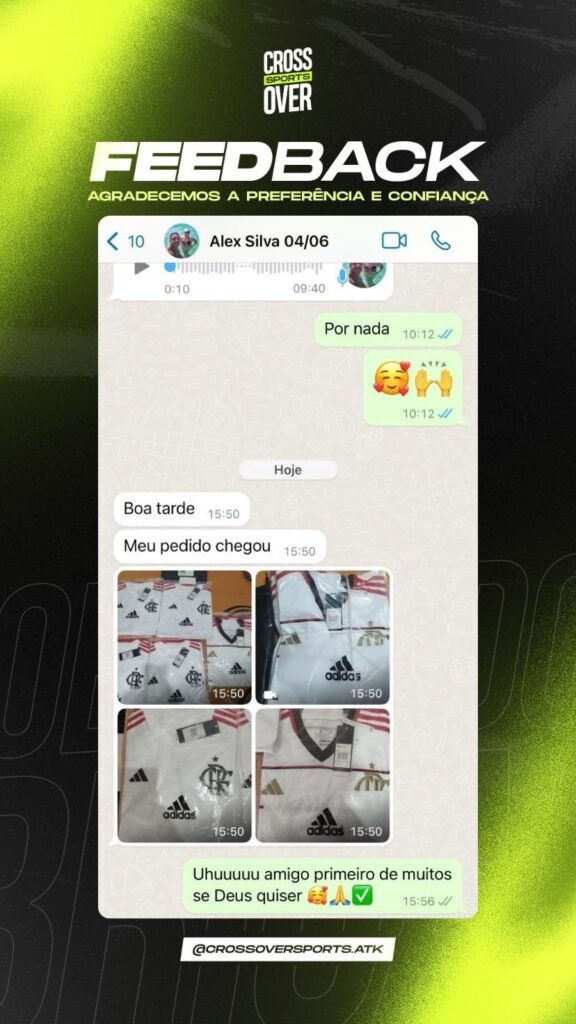 CROSS
SPORTS
OVER
FEEDBACK
AGRADECEMOS A PREFERÊNCIA E CONFIANÇA
10 Alex Silva 04/06
0:10 09:40
Por nada 10:12
🥰🙌
10:12
Hoje
Boa tarde 15:50
Meu pedido chegou 15:50
adidas
15:50 15:50
adidas adidas
15:50 15:50
Uhuuuuu amigo primeiro de muitos
se Deus quiser 🥰🙏✅ 15:56
@CROSSOVERSPORTS.ATK